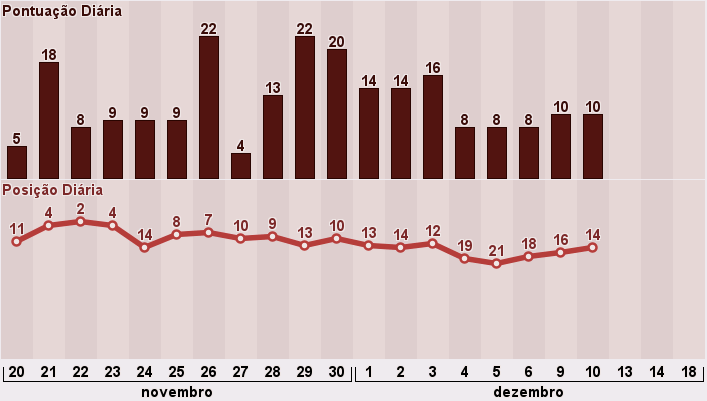 Pontuação Diária
5 18 8 9 9 9 22 4 13 22 20 14 14 16 8 8 8 10 10
Posição Diária
11 4 2 4 14 8 7 10 9 13 10 13 14 12 19 21 18 16 14
20 21 22 23 24 25 26 27 28 29 30 1 2 3 4 5 6 9 10 13 14 18
novembro dezembro